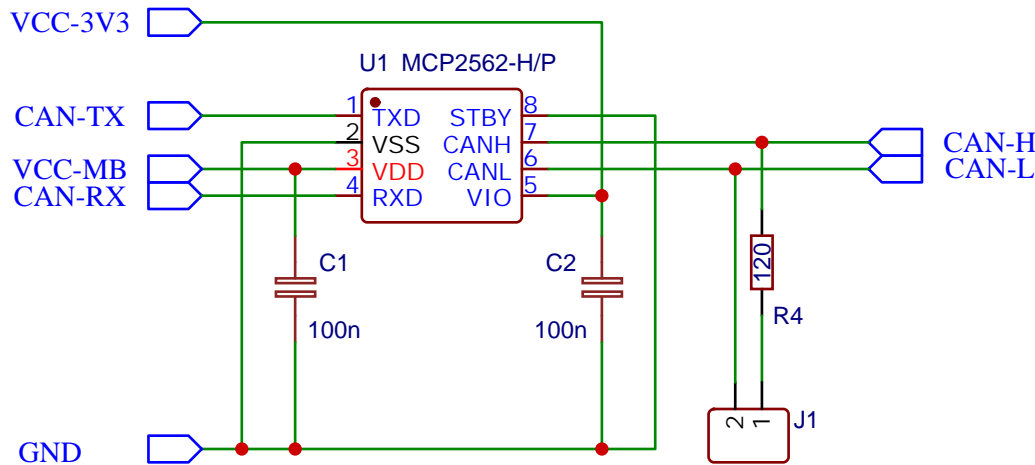 VCC-3V3
U1 MCP2562-H/P
CAN-TX 1 TXD STBY 8
2 VSS CANH 7 CAN-H
VCC-MB 3 VDD CANL 6 CAN-L
CAN-RX 4 RXD VIO 5
C1 C2 120
100n 100n R4
2 1 J1
GND